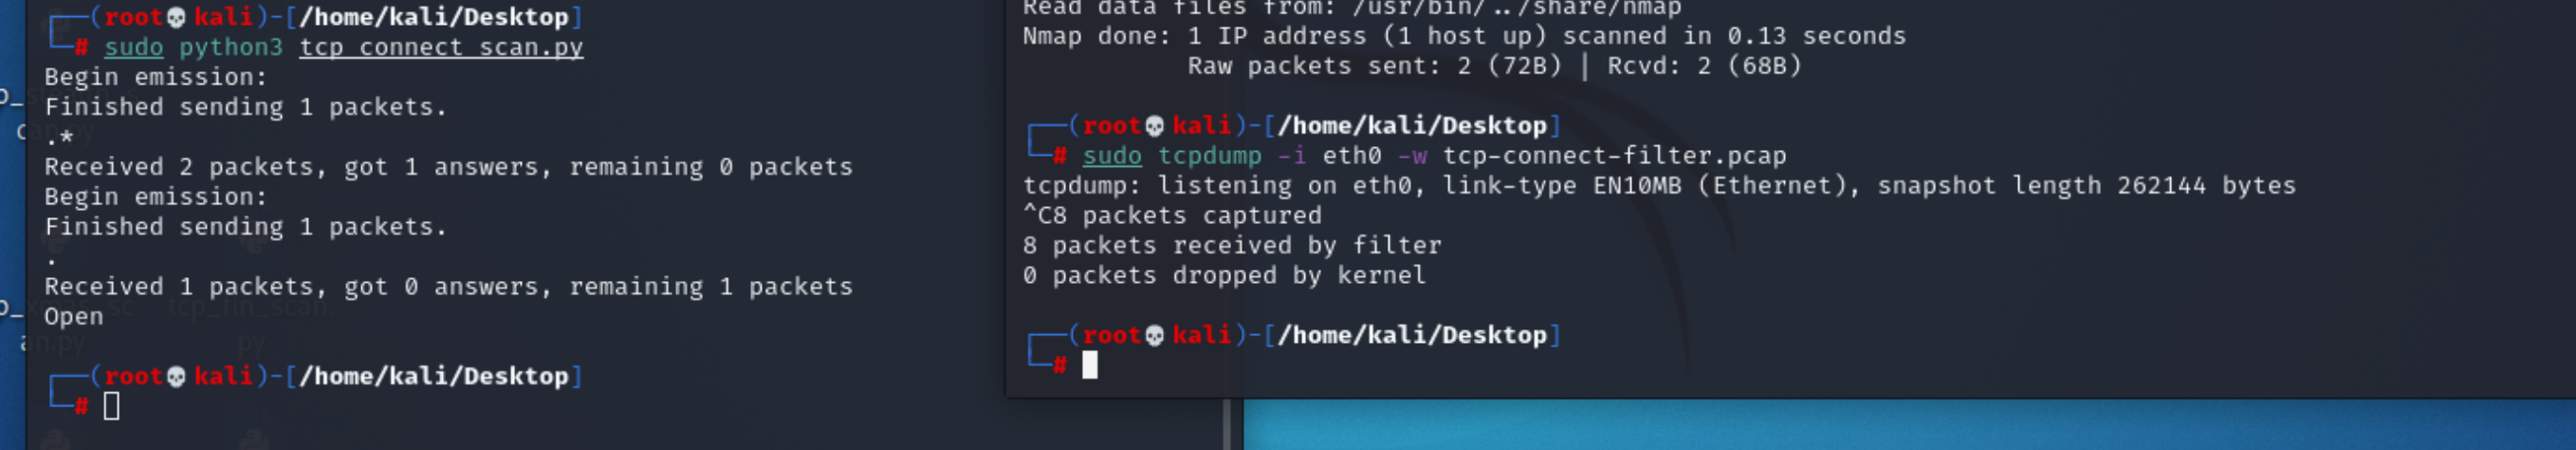 ┌──(root💀kali)-[/home/kali/Desktop]
└─# sudo python3 tcp_connect_scan.py
Begin emission:
Finished sending 1 packets.
.*
Received 2 packets, got 1 answers, remaining 0 packets
Begin emission:
Finished sending 1 packets.
.
Received 1 packets, got 0 answers, remaining 1 packets
Open
┌──(root💀kali)-[/home/kali/Desktop]
└─#
Read data files from: /usr/bin/../share/nmap
Nmap done: 1 IP address (1 host up) scanned in 0.13 seconds
Raw packets sent: 2 (72B) | Rcvd: 2 (68B)
┌──(root💀kali)-[/home/kali/Desktop]
└─# sudo tcpdump -i eth0 -w tcp-connect-filter.pcap
tcpdump: listening on eth0, link-type EN10MB (Ethernet), snapshot length 262144 bytes
^C8 packets captured
8 packets received by filter
0 packets dropped by kernel
┌──(root💀kali)-[/home/kali/Desktop]
└─#
tcp_fin_scan.
an.py
py